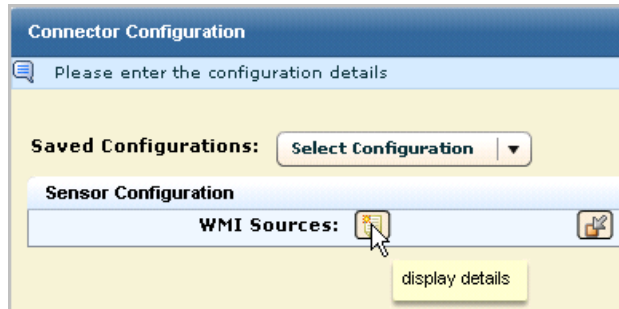 Connector Configuration
Please enter the configuration details
Saved Configurations: Select Configuration
Sensor Configuration
WMI Sources:
display details